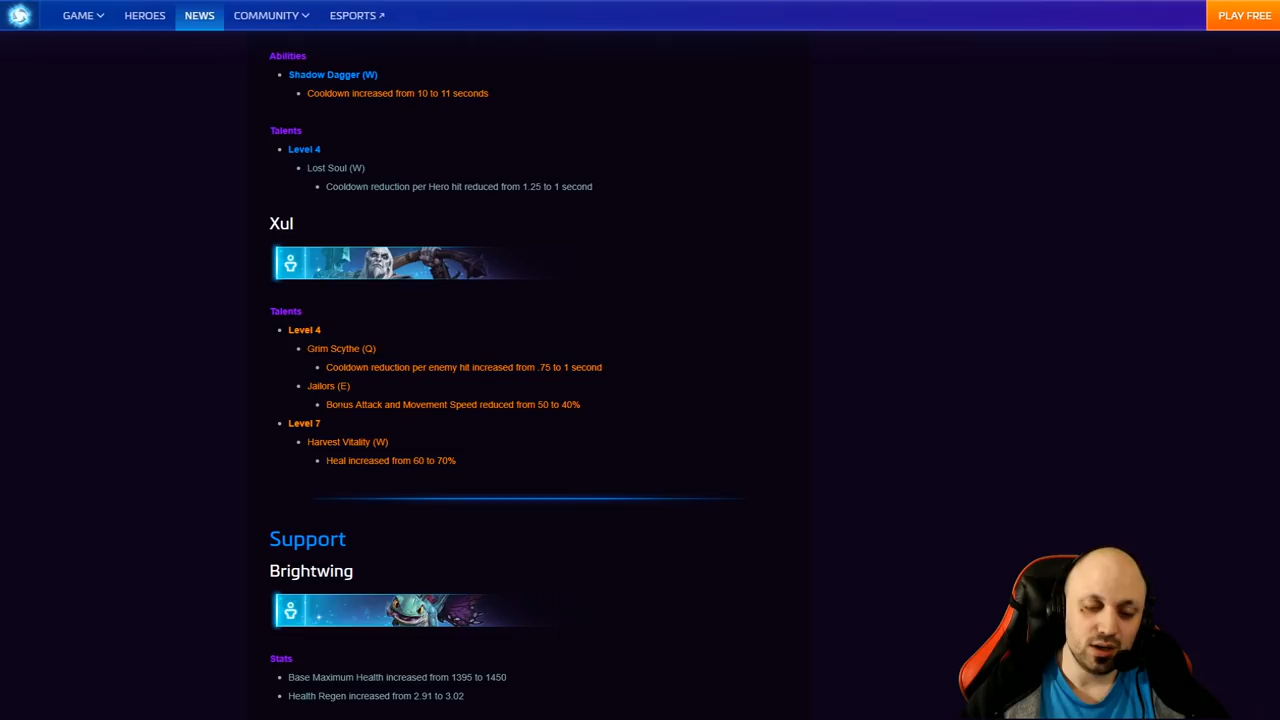 GAME
HEROES
NEWS
COMMUNITY
ESPORTS
PLAY FREE
Abilities
Shadow Dagger (W)
Cooldown increased from 10 to 11 seconds
Talents
Level 4
Lost Soul (W)
Cooldown reduction per Hero hit reduced from 1.25 to 1 second
Xul
Talents
Level 4
Grim Scythe (Q)
Cooldown reduction per enemy hit increased from .75 to 1 second
Jailors (E)
Bonus Attack and Movement Speed reduced from 50 to 40%
Level 7
Harvest Vitality (W)
Heal increased from 60 to 70%
Support
Brightwing
Stats
Base Maximum Health increased from 1395 to 1450
Health Regen increased from 2.91 to 3.02